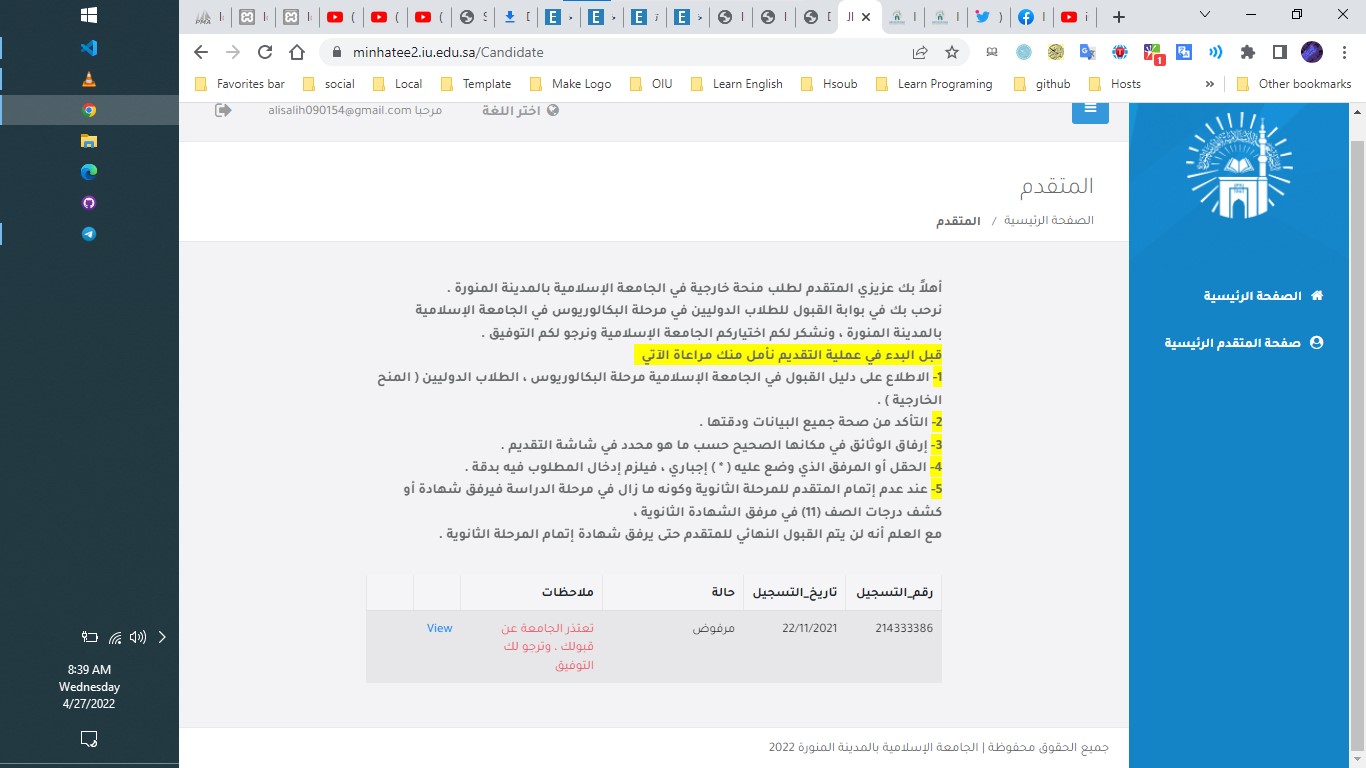 minhatee2.iu.edu.sa/Candidate
Favorites bar
social
Local
Template
Make Logo
OIU
Learn English
Hsoub
Learn Programing
github
Hosts
»
Other bookmarks
اختر اللغة
مرحبا alisalih090154@gmail.com
المتقدم
الصفحة الرئيسية / المتقدم
الصفحة الرئيسية
صفحة المتقدم الرئيسية
أهلاً بك عزيزي المتقدم لطلب منحة خارجية في الجامعة الإسلامية بالمدينة المنورة .
نرحب بك في بوابة القبول للطلاب الدوليين في مرحلة البكالوريوس في الجامعة الإسلامية
بالمدينة المنورة ، ونشكر لكم اختياركم الجامعة الإسلامية ونرجو لكم التوفيق .
قبل البدء في عملية التقديم نأمل منك مراعاة الآتي
1- الاطلاع على دليل القبول في الجامعة الإسلامية مرحلة البكالوريوس ، الطلاب الدوليين ( المنح
الخارجية ) .
2- التأكد من صحة جميع البيانات ودقتها .
3- إرفاق الوثائق في مكانها الصحيح حسب ما هو محدد في شاشة التقديم .
4- الحقل أو المرفق الذي وضع عليه ( * ) إجباري ، فيلزم إدخال المطلوب فيه بدقة .
5- عند عدم إتمام المتقدم للمرحلة الثانوية وكونه ما زال في مرحلة الدراسة فيرفق شهادة أو
كشف درجات الصف (11) في مرفق الشهادة الثانوية ،
مع العلم أنه لن يتم القبول النهائي للمتقدم حتى يرفق شهادة إتمام المرحلة الثانوية .
رقم_التسجيل تاريخ_التسجيل حالة ملاحظات
214333386 22/11/2021 مرفوض تعتذر الجامعة عن View
قبولك . وترجو لك
التوفيق
جميع الحقوق محفوظة | الجامعة الإسلامية بالمدينة المنورة 2022
8:39 AM
Wednesday
4/27/2022